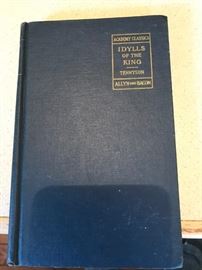 ACADEMY CLASSICS
IDYLLS
OF THE
KING
TENNYSON
ALLYN AND BACON